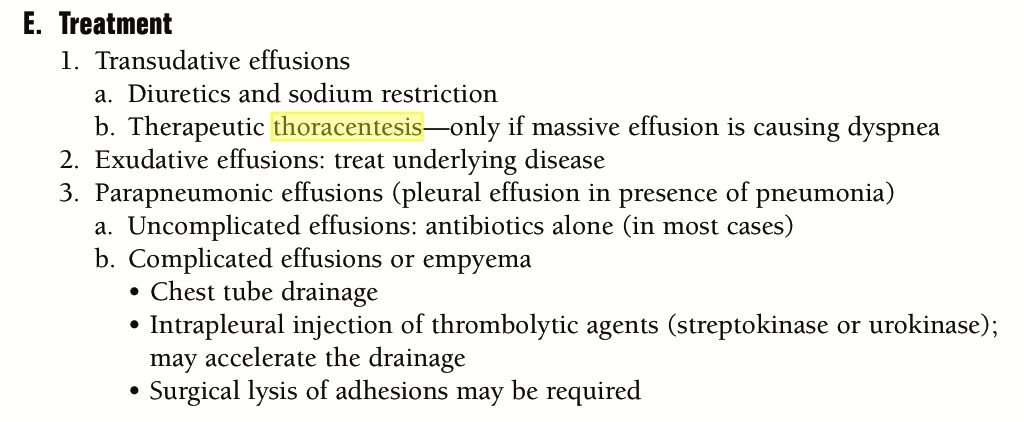 E. Treatment
1. Transudative effusions
a. Diuretics and sodium restriction
b. Therapeutic thoracentesis—only if massive effusion is causing dyspnea
2. Exudative effusions: treat underlying disease
3. Parapneumonic effusions (pleural effusion in presence of pneumonia)
a. Uncomplicated effusions: antibiotics alone (in most cases)
b. Complicated effusions or empyema
• Chest tube drainage
• Intrapleural injection of thrombolytic agents (streptokinase or urokinase);
may accelerate the drainage
• Surgical lysis of adhesions may be required